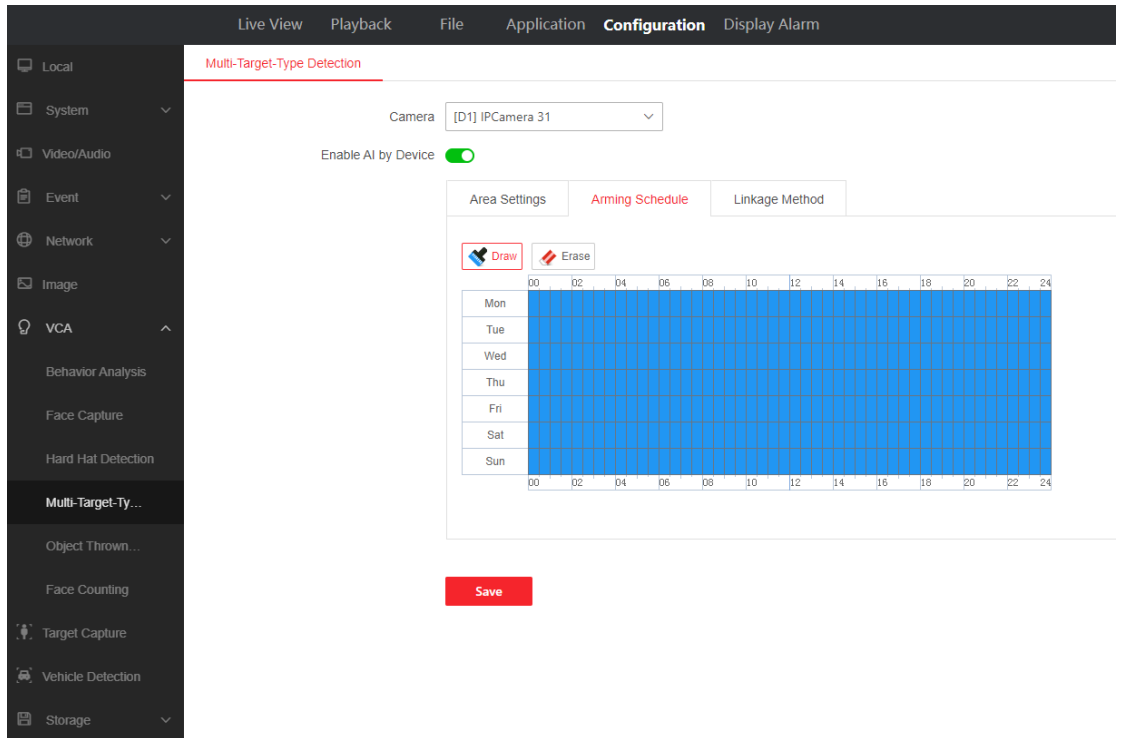 Live View Playback File Application Configuration Display Alarm
Local
System
Video/Audio
Event
Network
Image
VCA
Behavior Analysis
Face Capture
Hard Hat Detection
Multi-Target-Ty...
Object Thrown...
Face Counting
Target Capture
Vehicle Detection
Storage
Multi-Target-Type Detection
Camera [D1] IPCamera 31
Enable AI by Device
Area Settings Arming Schedule Linkage Method
Draw Erase
00 02 04 06 08 10 12 14 16 18 20 22 24
Mon
Tue
Wed
Thu
Fri
Sat
Sun
00 02 04 06 08 10 12 14 16 18 20 22 24
Save